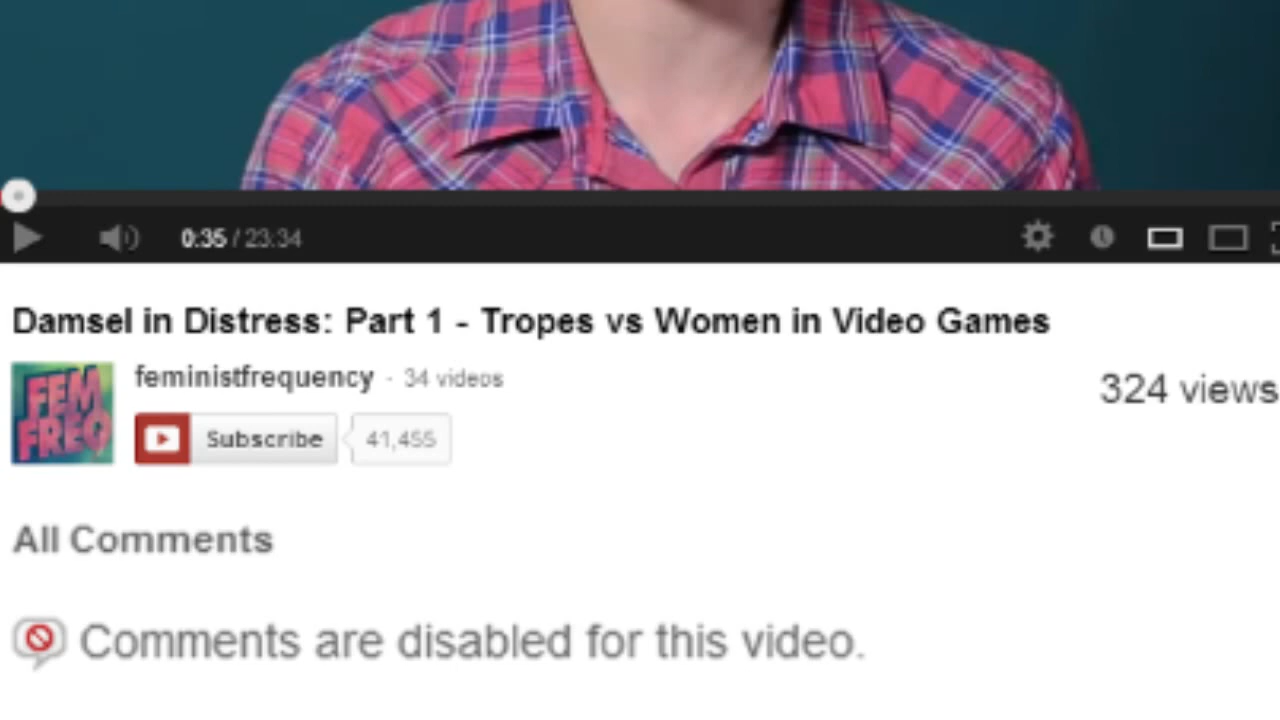 0:35 / 23:34
Damsel in Distress: Part 1 - Tropes vs Women in Video Games
FEM
FREQ
feministfrequency - 34 videos
324 views
Subscribe
41,455
All Comments
Comments are disabled for this video.